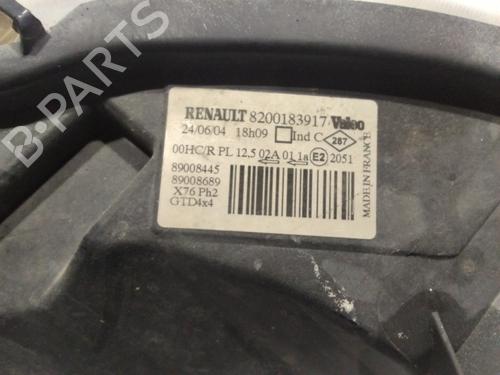 RENAULT 8200183917 Valeo
24/06/04 18h09 Ind C 287
00HC/R PL 12,5 02A 01 1a E2 2051
89008445
89008689
X76 Ph2
GTD4x4
MADE IN FRANCE